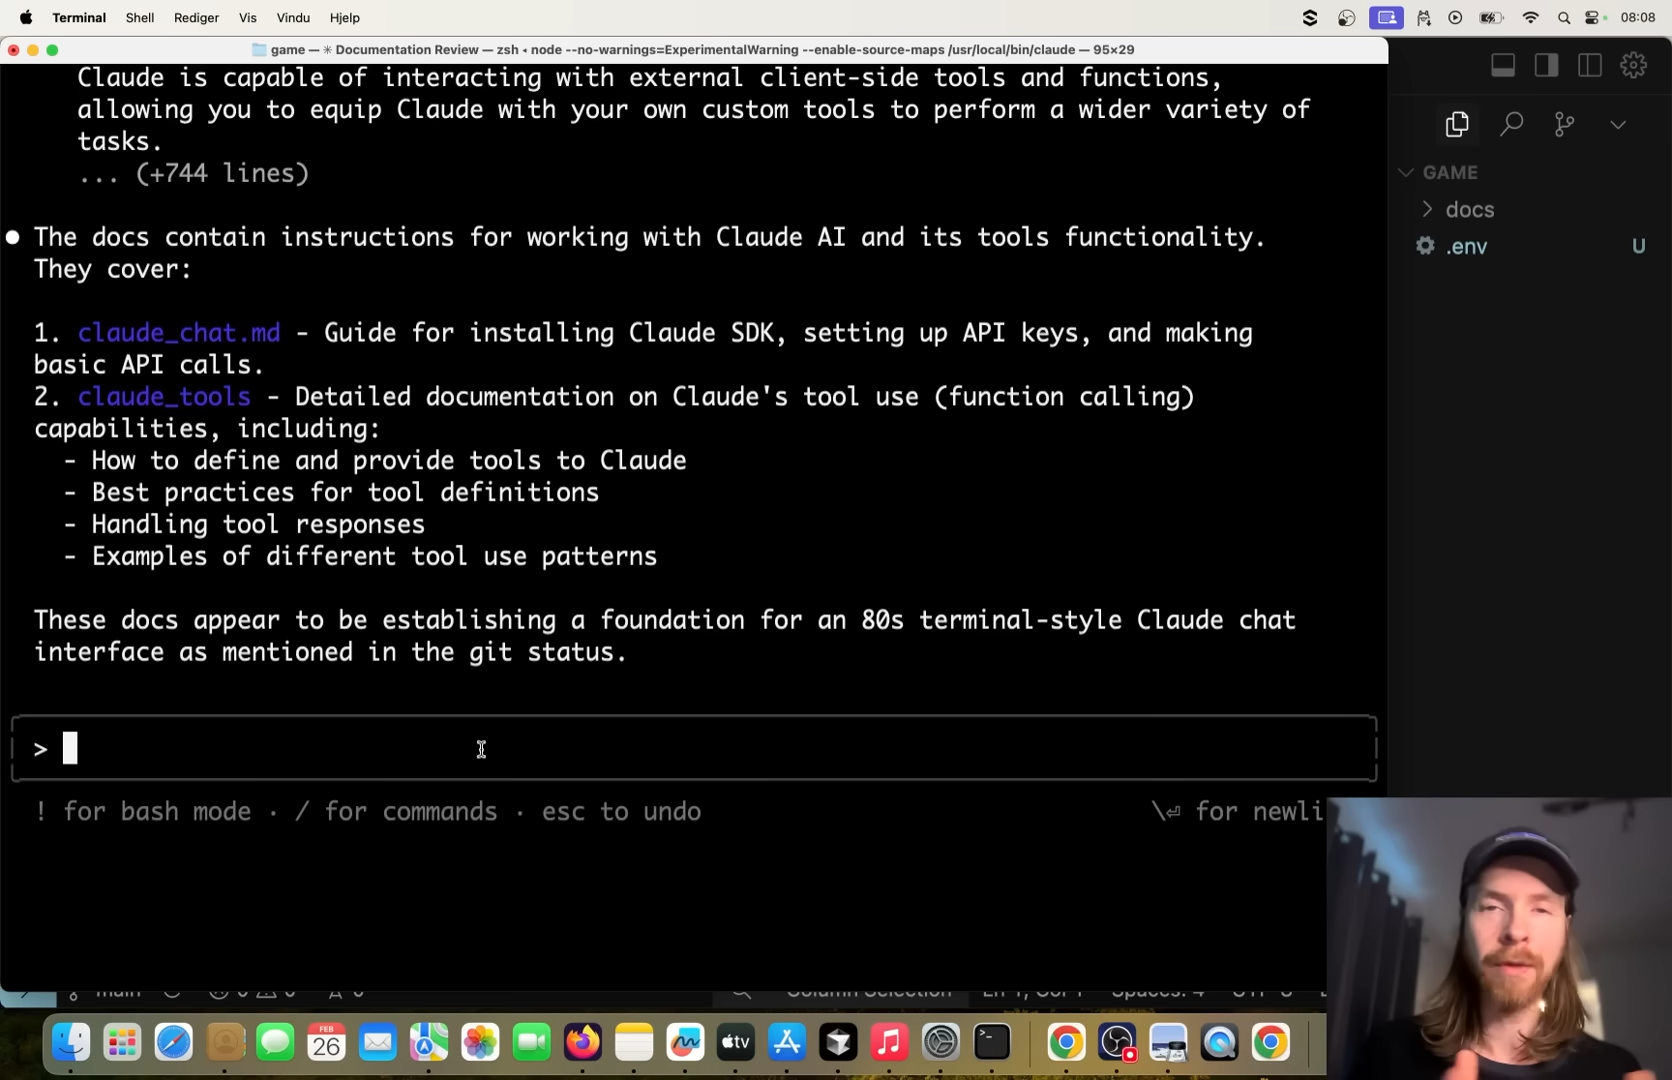 Terminal Shell Rediger Vis Vindu Hjelp 08:08
game — ✳ Documentation Review — zsh ◂ node --no-warnings=ExperimentalWarning --enable-source-maps /usr/local/bin/claude — 95×29
Claude is capable of interacting with external client-side tools and functions,
allowing you to equip Claude with your own custom tools to perform a wider variety of
tasks.
... (+744 lines)
The docs contain instructions for working with Claude AI and its tools functionality.
They cover:
1. claude_chat.md - Guide for installing Claude SDK, setting up API keys, and making
basic API calls.
2. claude_tools - Detailed documentation on Claude's tool use (function calling)
capabilities, including:
- How to define and provide tools to Claude
- Best practices for tool definitions
- Handling tool responses
- Examples of different tool use patterns
These docs appear to be establishing a foundation for an 80s terminal-style Claude chat
interface as mentioned in the git status.
>
! for bash mode · / for commands · esc to undo \⏎ for newli
GAME
docs
.env U
main
Column Selection
FEB
26
tv
>_